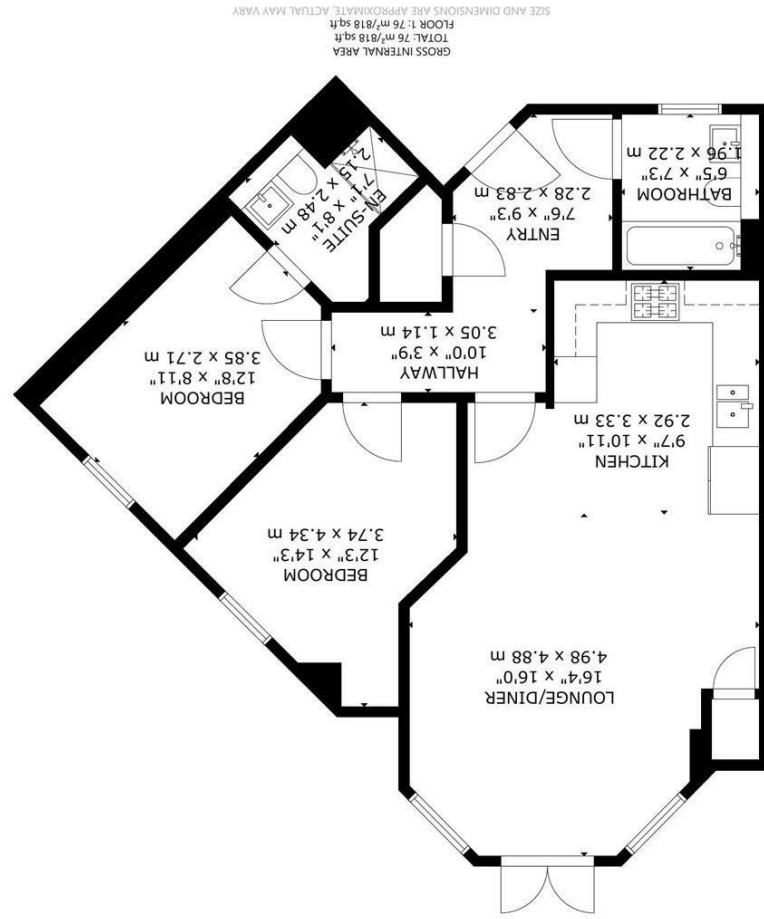 LOUNGE/DINER
16'4" x 16'0"
4.98 x 4.88 m
BEDROOM
12'3" x 14'3"
3.74 x 4.34 m
KITCHEN
9'7" x 10'11"
2.92 x 3.33 m
BEDROOM
12'8" x 8'11"
3.85 x 2.71 m
HALLWAY
10'0" x 3'9"
3.05 x 1.14 m
BATHROOM
6'5" x 7'3"
1.96 x 2.22 m
ENTRY
7'6" x 9'3"
2.28 x 2.83 m
EN-SUITE
7'1" x 8'1"
2.15 x 2.48 m
GROSS INTERNAL AREA
TOTAL: 76 m²/818 sq.ft
FLOOR 1: 76 m²/818 sq.ft
SIZE AND DIMENSIONS ARE APPROXIMATE, ACTUAL MAY VARY